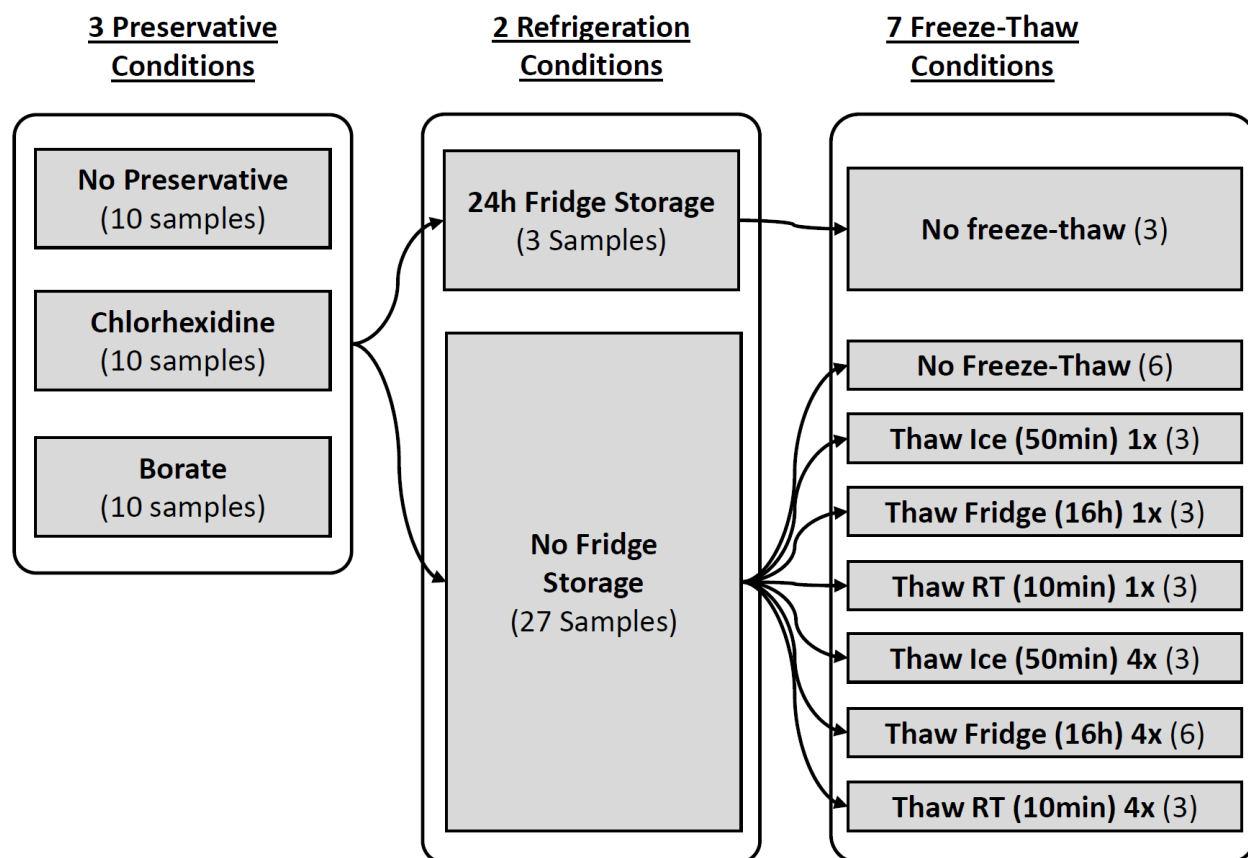 3 Preservative
Conditions
No Preservative
(10 samples)
Chlorhexidine
(10 samples)
Borate
(10 samples)
2 Refrigeration
Conditions
24h Fridge Storage
(3 Samples)
No Fridge
Storage
(27 Samples)
7 Freeze-Thaw
Conditions
No freeze-thaw (3)
No Freeze-Thaw (6)
Thaw Ice (50min) 1x (3)
Thaw Fridge (16h) 1x (3)
Thaw RT (10min) 1x (3)
Thaw Ice (50min) 4x (3)
Thaw Fridge (16h) 4x (6)
Thaw RT (10min) 4x (3)